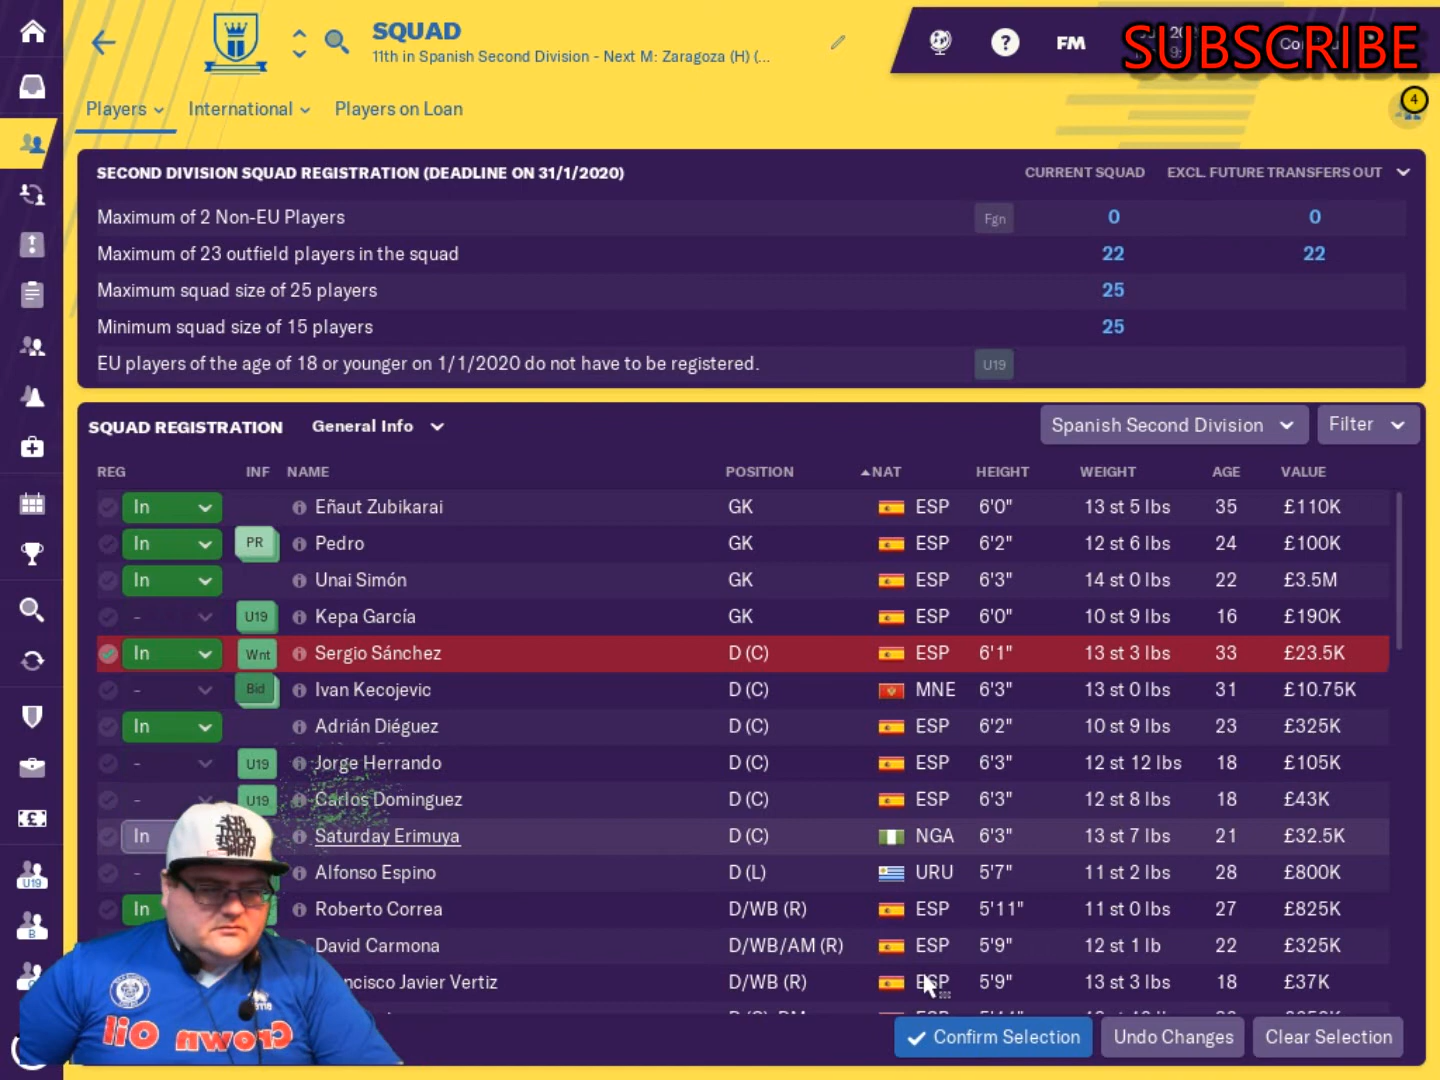 SQUAD
11th in Spanish Second Division - Next M: Zaragoza (H) (...
FM
SUBSCRIBE
Players International Players on Loan
4
SECOND DIVISION SQUAD REGISTRATION (DEADLINE ON 31/1/2020) CURRENT SQUAD EXCL. FUTURE TRANSFERS OUT
Maximum of 2 Non-EU Players Fgn 0 0
Maximum of 23 outfield players in the squad 22 22
Maximum squad size of 25 players 25
Minimum squad size of 15 players 25
EU players of the age of 18 or younger on 1/1/2020 do not have to be registered. U19
SQUAD REGISTRATION General Info Spanish Second Division Filter
REG INF NAME POSITION NAT HEIGHT WEIGHT AGE VALUE
In Eñaut Zubikarai GK ESP 6'0" 13 st 5 lbs 35 £110K
In PR Pedro GK ESP 6'2" 12 st 6 lbs 24 £100K
In Unai Simón GK ESP 6'3" 14 st 0 lbs 22 £3.5M
- U19 Kepa García GK ESP 6'0" 10 st 9 lbs 16 £190K
In Wnt Sergio Sánchez D (C) ESP 6'1" 13 st 3 lbs 33 £23.5K
- Bid Ivan Kecojevic D (C) MNE 6'3" 13 st 0 lbs 31 £10.75K
In Adrián Diéguez D (C) ESP 6'2" 10 st 9 lbs 23 £325K
- U19 Jorge Herrando D (C) ESP 6'3" 12 st 12 lbs 18 £105K
- U19 Carlos Dominguez D (C) ESP 6'3" 12 st 8 lbs 18 £43K
In Saturday Erimuya D (C) NGA 6'3" 13 st 7 lbs 21 £32.5K
- Alfonso Espino D (L) URU 5'7" 11 st 2 lbs 28 £800K
In Roberto Correa D/WB (R) ESP 5'11" 11 st 0 lbs 27 £825K
David Carmona D/WB/AM (R) ESP 5'9" 12 st 1 lb 22 £325K
ncisco Javier Vertiz D/WB (R) ESP 5'9" 13 st 3 lbs 18 £37K
U19
B
Crown Oil
Confirm Selection Undo Changes Clear Selection